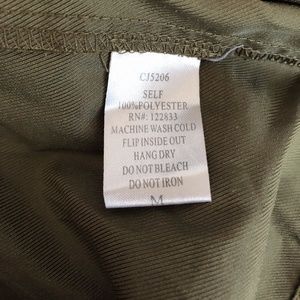 CJ5206
SELF
100%POLYESTER
RN#: 122833
MACHINE WASH COLD
FLIP INSIDE OUT
HANG DRY
DO NOT BLEACH
DO NOT IRON
M